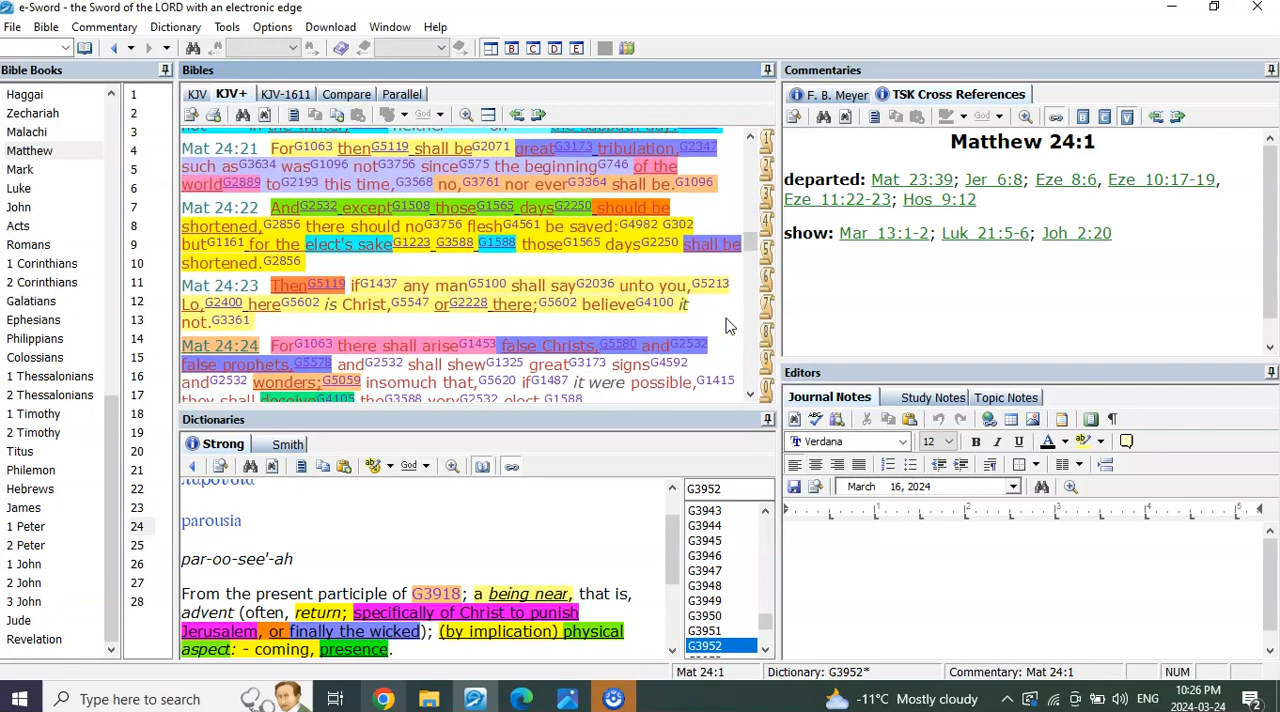 e-Sword - the Sword of the LORD with an electronic edge
File Bible Commentary Dictionary Tools Options Download Window Help
Bible Books
Haggai
Zechariah
Malachi
Matthew
Mark
Luke
John
Acts
Romans
1 Corinthians
2 Corinthians
Galatians
Ephesians
Philippians
Colossians
1 Thessalonians
2 Thessalonians
1 Timothy
2 Timothy
Titus
Philemon
Hebrews
James
1 Peter
2 Peter
1 John
2 John
3 John
Jude
Revelation
1
2
3
4
5
6
7
8
9
10
11
12
13
14
15
16
17
18
19
20
21
22
23
24
25
26
27
28
Bibles
KJV KJV+ KJV-1611 Compare Parallel
God
Mat 24:21 ForG1063 thenG5119 shall beG2071 greatG3173 tribulation,G2347
such asG3634 wasG1096 notG3756 sinceG575 the beginningG746 of the
worldG2889 toG2193 this time,G3568 no,G3761 nor everG3364 shall be.G1096
Mat 24:22 AndG2532 exceptG1508 thoseG1565 daysG2250 should be
shortened,G2856 there should noG3756 fleshG4561 be saved:G4982 G302
butG1161 for the elect's sakeG1223 G3588 G1588 thoseG1565 daysG2250 shall be
shortened.G2856
Mat 24:23 ThenG5119 ifG1437 any manG5100 shall sayG2036 unto you,G5213
Lo,G2400 hereG5602 is Christ,G5547 orG2228 there;G5602 believeG4100 it
not.G3361
Mat 24:24 ForG1063 there shall ariseG1453 false Christs,G5580 andG2532
false prophets,G5578 andG2532 shall shewG1325 greatG3173 signsG4592
andG2532 wonders;G5059 insomuch that,G5620 ifG1487 it were possible,G1415
they shall deceiveG4105 theG3588 veryG2532 elect.G1588
Dictionaries
Strong Smith
God
parousia
par-oo-see'-ah
From the present participle of G3918; a being near, that is,
advent (often, return; specifically of Christ to punish
Jerusalem, or finally the wicked); (by implication) physical
aspect: - coming, presence.
G3952
G3943
G3944
G3945
G3946
G3947
G3948
G3949
G3950
G3951
G3952
Commentaries
F. B. Meyer TSK Cross References
God
Matthew 24:1
departed: Mat 23:39; Jer 6:8; Eze 8:6, Eze 10:17-19,
Eze 11:22-23; Hos 9:12
show: Mar 13:1-2; Luk 21:5-6; Joh 2:20
Editors
Journal Notes Study Notes Topic Notes
Verdana 12 B I U A
March 16, 2024
1 2 3 4 5
Mat 24:1 Dictionary: G3952* Commentary: Mat 24:1 NUM
Type here to search
-11°C Mostly cloudy
ENG
10:26 PM
2024-03-24
2